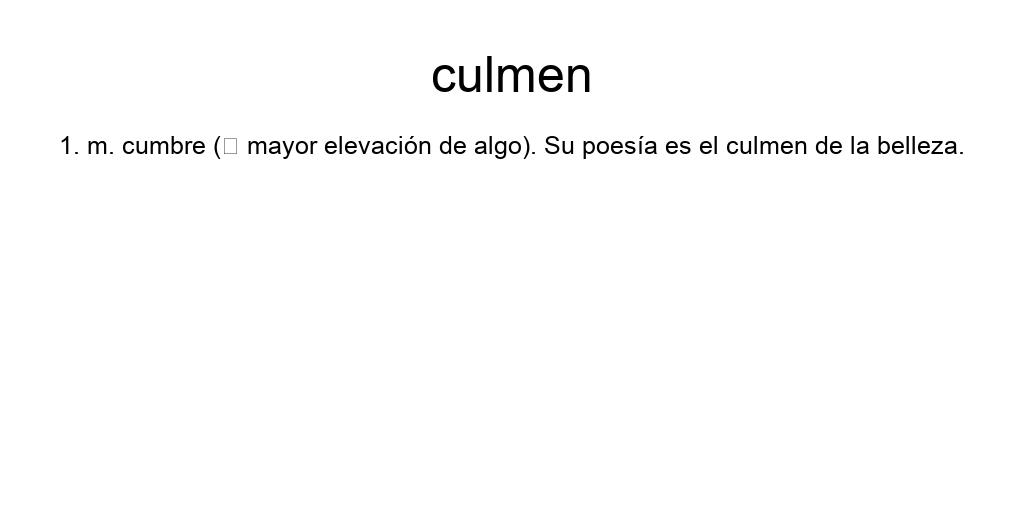 culmen
1. m. cumbre (□ mayor elevación de algo). Su poesía es el culmen de la belleza.